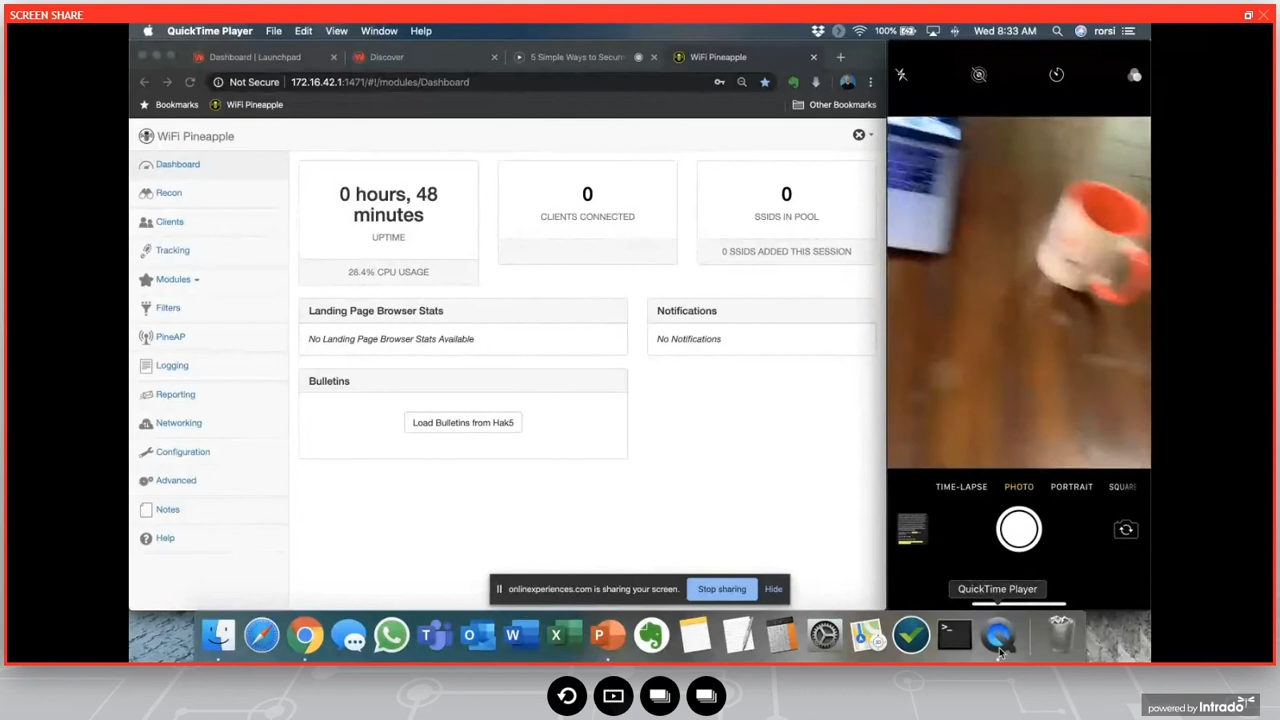 SCREEN SHARE
QuickTime Player File Edit View Window Help 100% Wed 8:33 AM rorsi
Dashboard | Launchpad × Discover × 5 Simple Ways to Secur × WiFi Pineapple ×
Not Secure | 172.16.42.1:1471/#!/modules/Dashboard
Bookmarks WiFi Pineapple Other Bookmarks
WiFi Pineapple
Dashboard
Recon
Clients
Tracking
Modules
Filters
PineAP
Logging
Reporting
Networking
Configuration
Advanced
Notes
Help
0 hours, 48
minutes
UPTIME
28.4% CPU USAGE
0
CLIENTS CONNECTED
0
SSIDS IN POOL
0 SSIDS ADDED THIS SESSION
Landing Page Browser Stats
No Landing Page Browser Stats Available
Notifications
No Notifications
Bulletins
Load Bulletins from Hak5
TIME-LAPSE PHOTO PORTRAIT SQUARE
onlinexperiences.com is sharing your screen. Stop sharing Hide
QuickTime Player
powered by Intrado